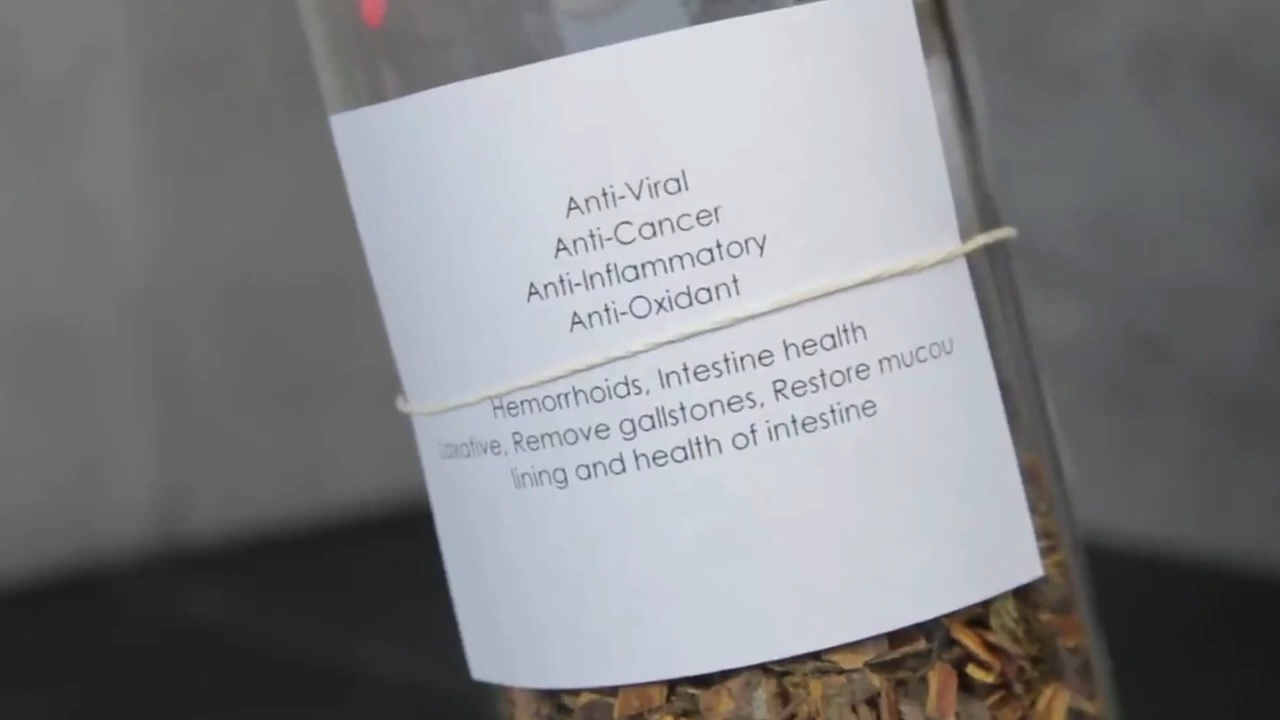 Anti-Viral
Anti-Cancer
Anti-Inflammatory
Anti-Oxidant
Hemorrhoids, Intestine health
Remove gallstones, Restore mucou
lining and health of intestine